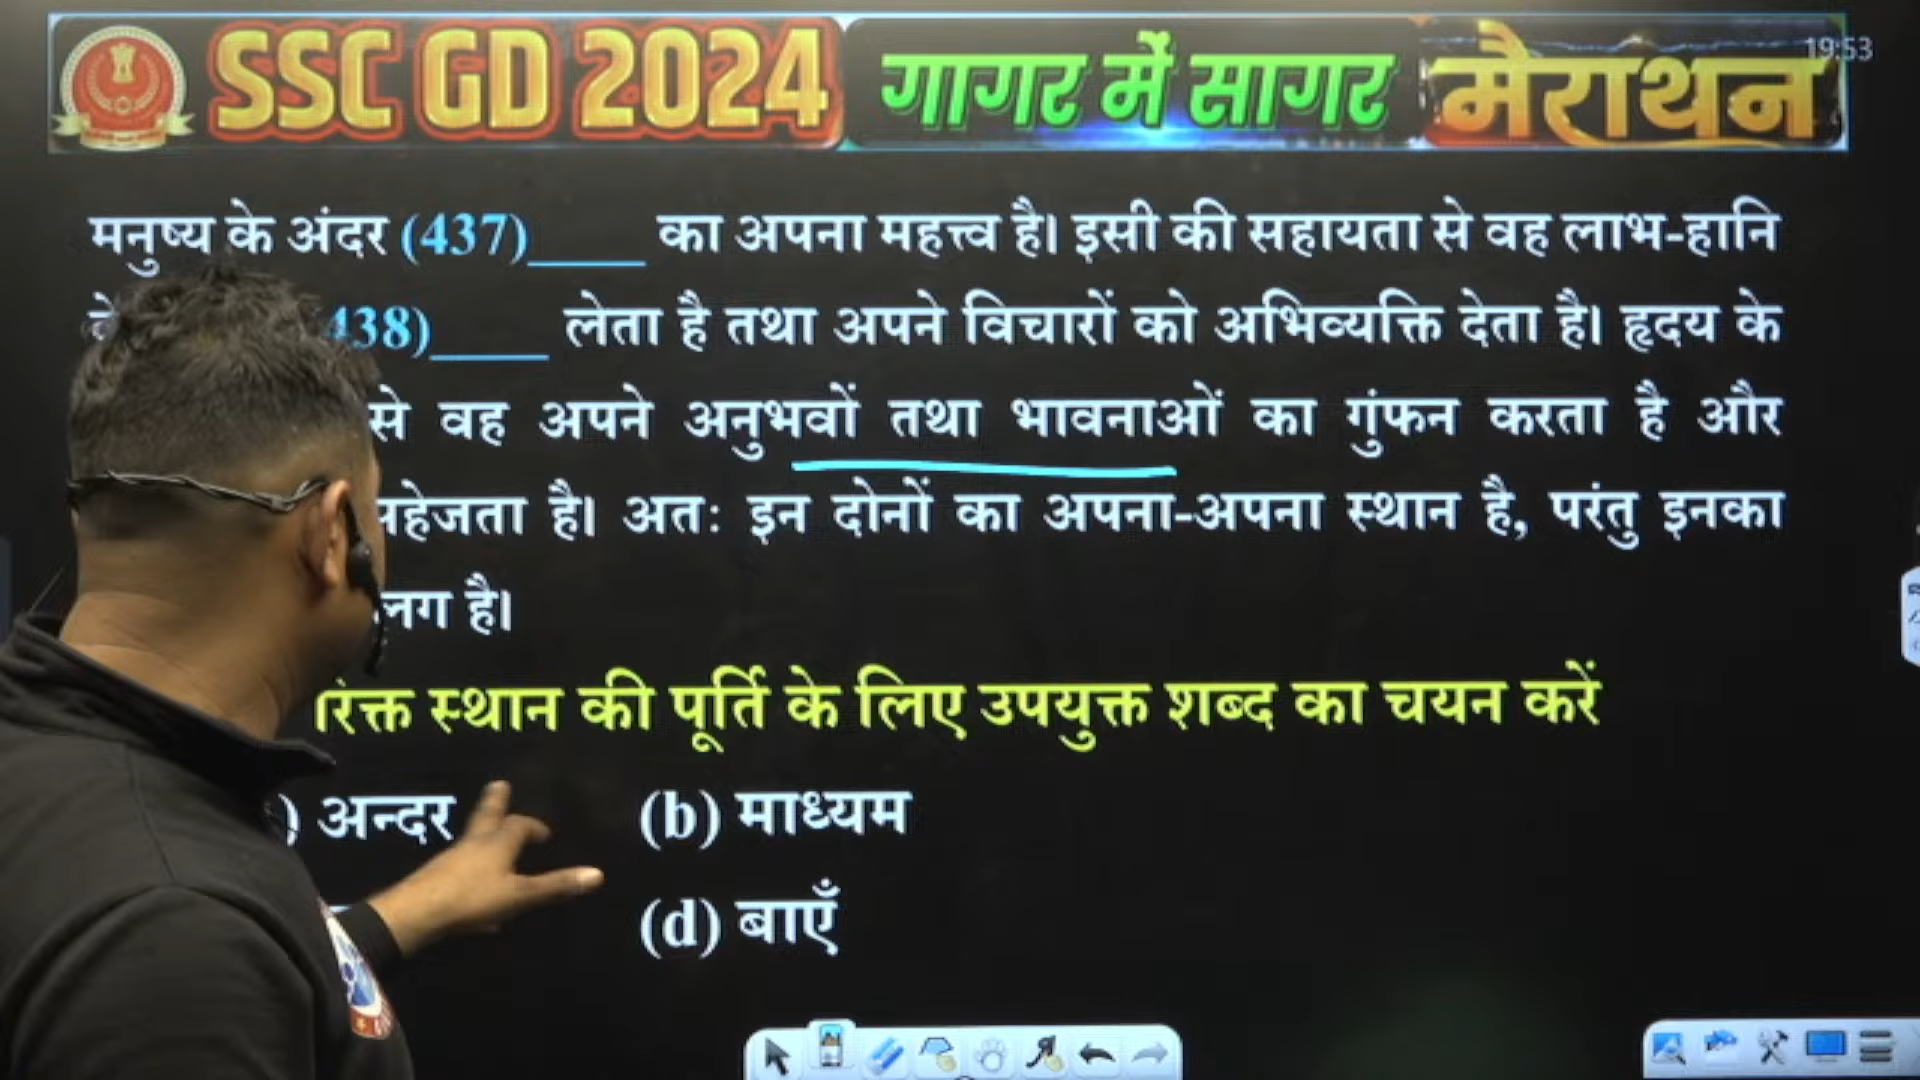 SSC GD 2024 गागर में सागर मैराथन
19:53
मनुष्य के अंदर (437)____ का अपना महत्त्व है। इसी की सहायता से वह लाभ-हानि
438)____ लेता है तथा अपने विचारों को अभिव्यक्ति देता है। हृदय के
से वह अपने अनुभवों तथा भावनाओं का गुंफन करता है और
है। अतः इन दोनों का अपना-अपना स्थान है, परंतु इनका
है।
स्थान की पूर्ति के लिए उपयुक्त शब्द का चयन करें
) अन्दर (b) माध्यम
(d) बाएँ